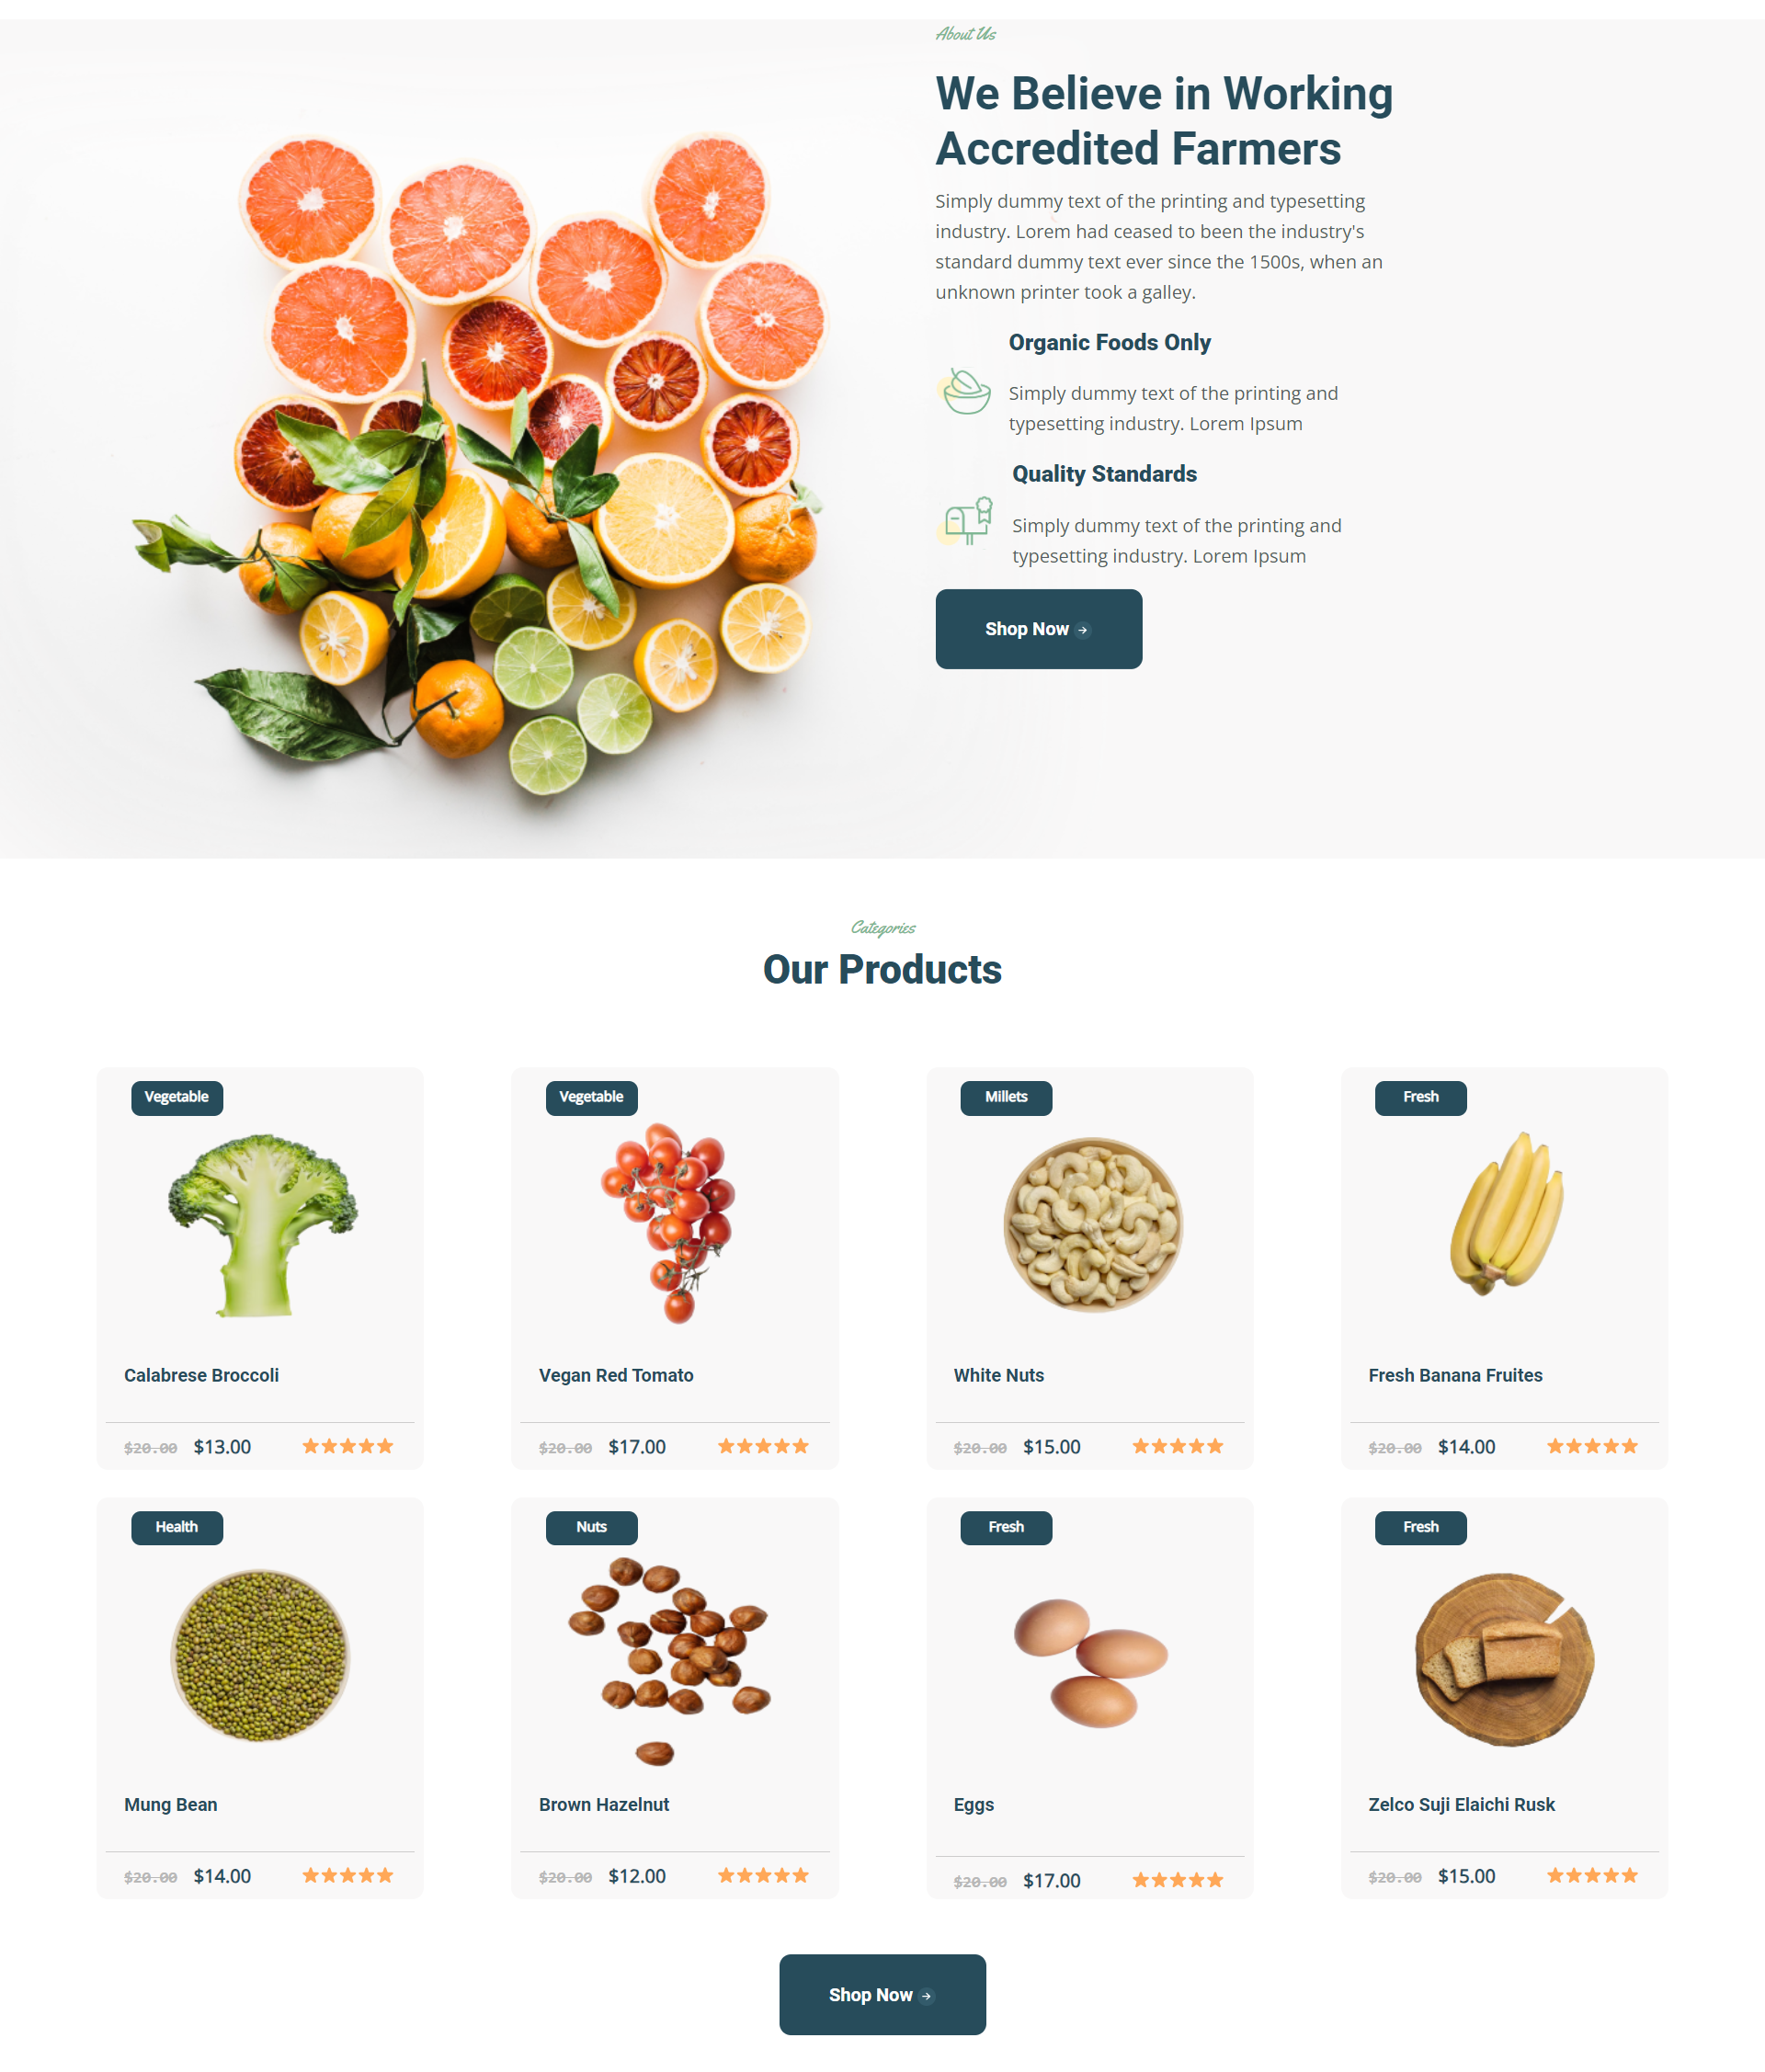 About Us
We Believe in Working
Accredited Farmers
Simply dummy text of the printing and typesetting
industry. Lorem had ceased to been the industry's
standard dummy text ever since the 1500s, when an
unknown printer took a galley.
Organic Foods Only
Simply dummy text of the printing and
typesetting industry. Lorem Ipsum
Quality Standards
Simply dummy text of the printing and
typesetting industry. Lorem Ipsum
Shop Now
Categories
Our Products
Vegetable
Calabrese Broccoli
$20.00 $13.00
Vegetable
Vegan Red Tomato
$20.00 $17.00
Millets
White Nuts
$20.00 $15.00
Fresh
Fresh Banana Fruites
$20.00 $14.00
Health
Mung Bean
$20.00 $14.00
Nuts
Brown Hazelnut
$20.00 $12.00
Fresh
Eggs
$20.00 $17.00
Fresh
Zelco Suji Elaichi Rusk
$20.00 $15.00
Shop Now